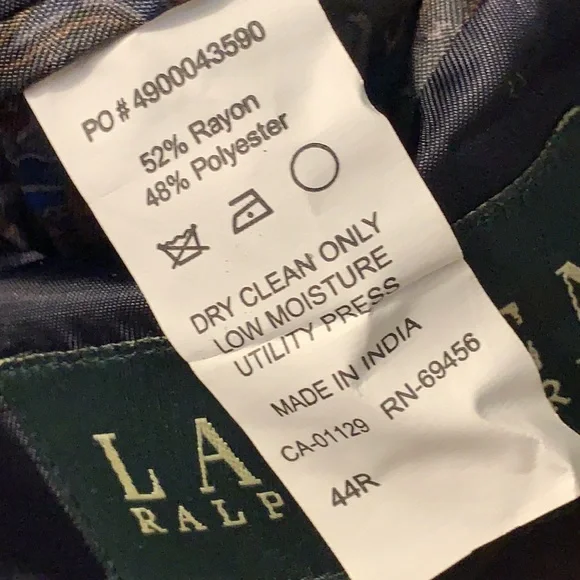 PO # 4900043590
52% Rayon
48% Polyester
DRY CLEAN ONLY
LOW MOISTURE
UTILITY PRESS
MADE IN INDIA
CA-01129 RN-69456
44R
LA
RALP